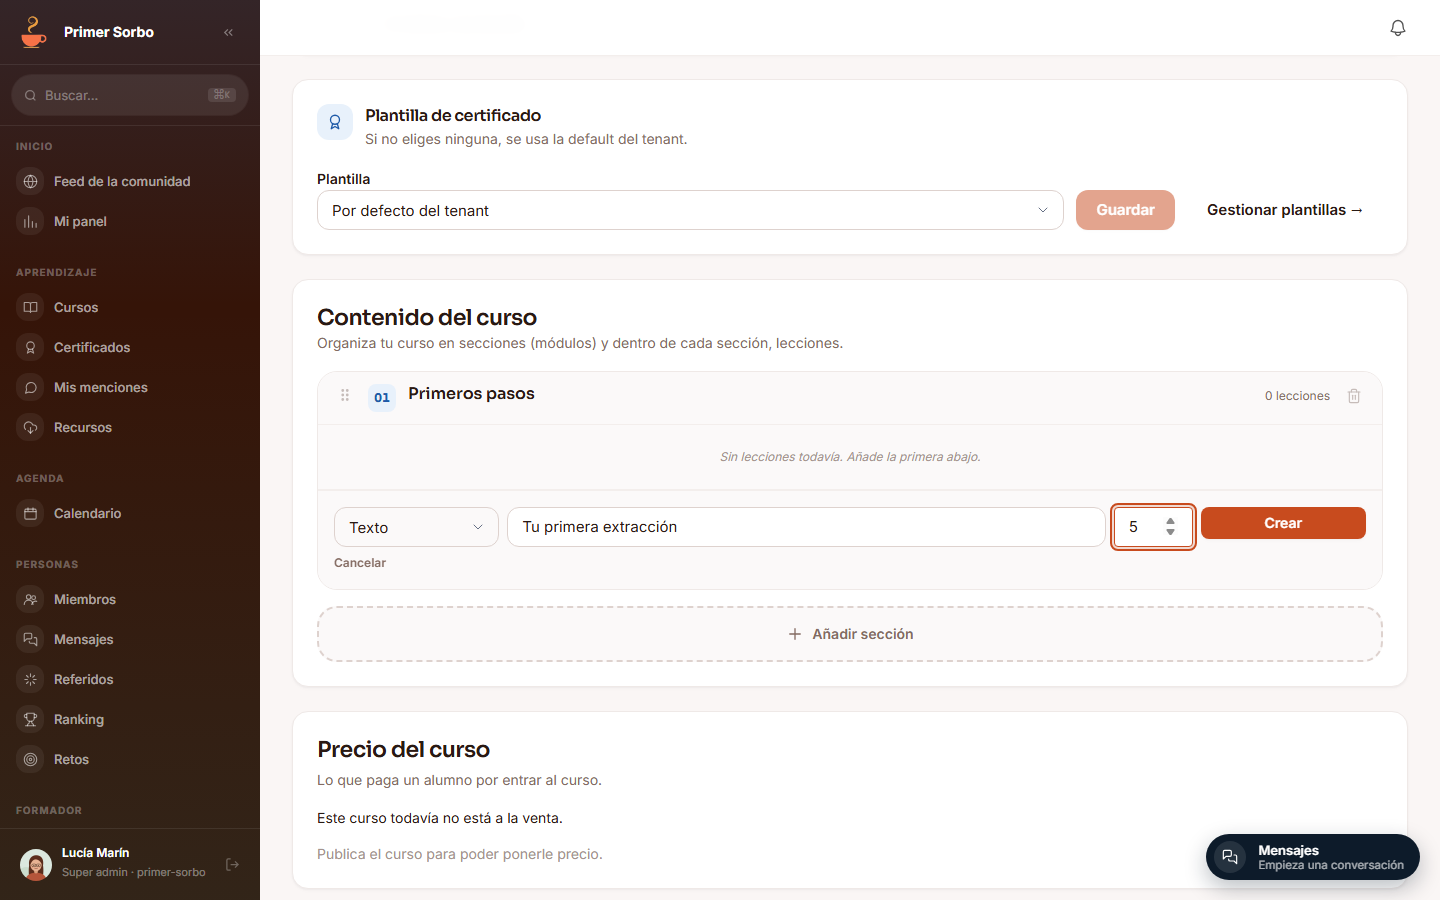 Primer Sorbo
Buscar...
⌘K
INICIO
Feed de la comunidad
Mi panel
APRENDIZAJE
Cursos
Certificados
Mis menciones
Recursos
AGENDA
Calendario
PERSONAS
Miembros
Mensajes
Referidos
Ranking
Retos
FORMADOR
Lucía Marín
Super admin · primer-sorbo
Plantilla de certificado
Si no eliges ninguna, se usa la default del tenant.
Plantilla
Por defecto del tenant
Guardar
Gestionar plantillas →
Contenido del curso
Organiza tu curso en secciones (módulos) y dentro de cada sección, lecciones.
01
Primeros pasos
0 lecciones
Sin lecciones todavía. Añade la primera abajo.
Texto
Tu primera extracción
5
Crear
Cancelar
+ Añadir sección
Precio del curso
Lo que paga un alumno por entrar al curso.
Este curso todavía no está a la venta.
Publica el curso para poder ponerle precio.
Mensajes
Empieza una conversación